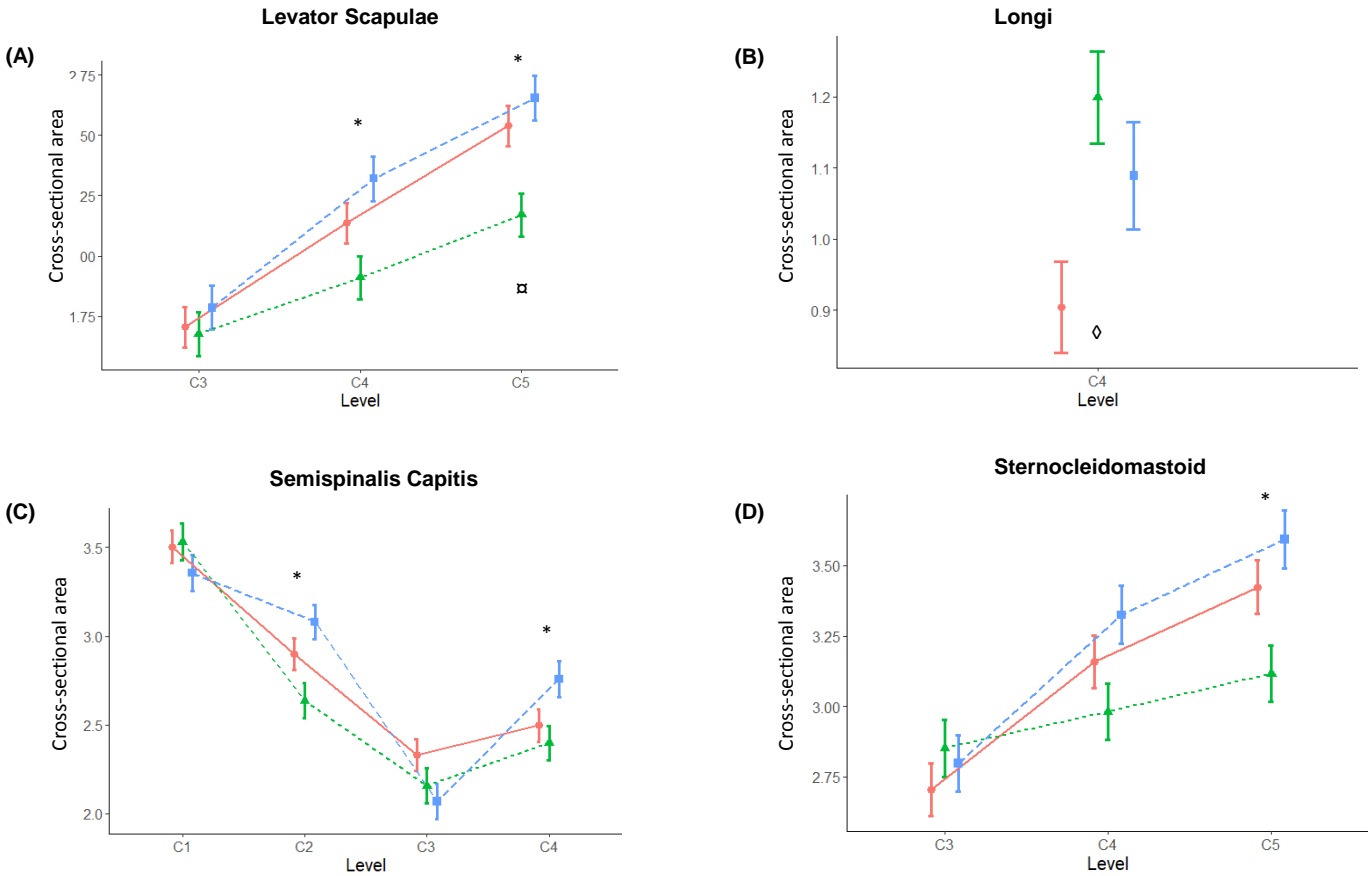 Levator Scapulae
(A)
*
*
2.75
50
25
00
1.75
¤
Cross-sectional area
C3 C4 C5
Level
Longi
(B)
1.2
1.1
1.0
0.9
◊
Cross-sectional area
C4
Level
Semispinalis Capitis
(C)
*
*
3.5
3.0
2.5
2.0
Cross-sectional area
C1 C2 C3 C4
Level
Sternocleidomastoid
(D)
*
3.50
3.25
3.00
2.75
Cross-sectional area
C3 C4 C5
Level